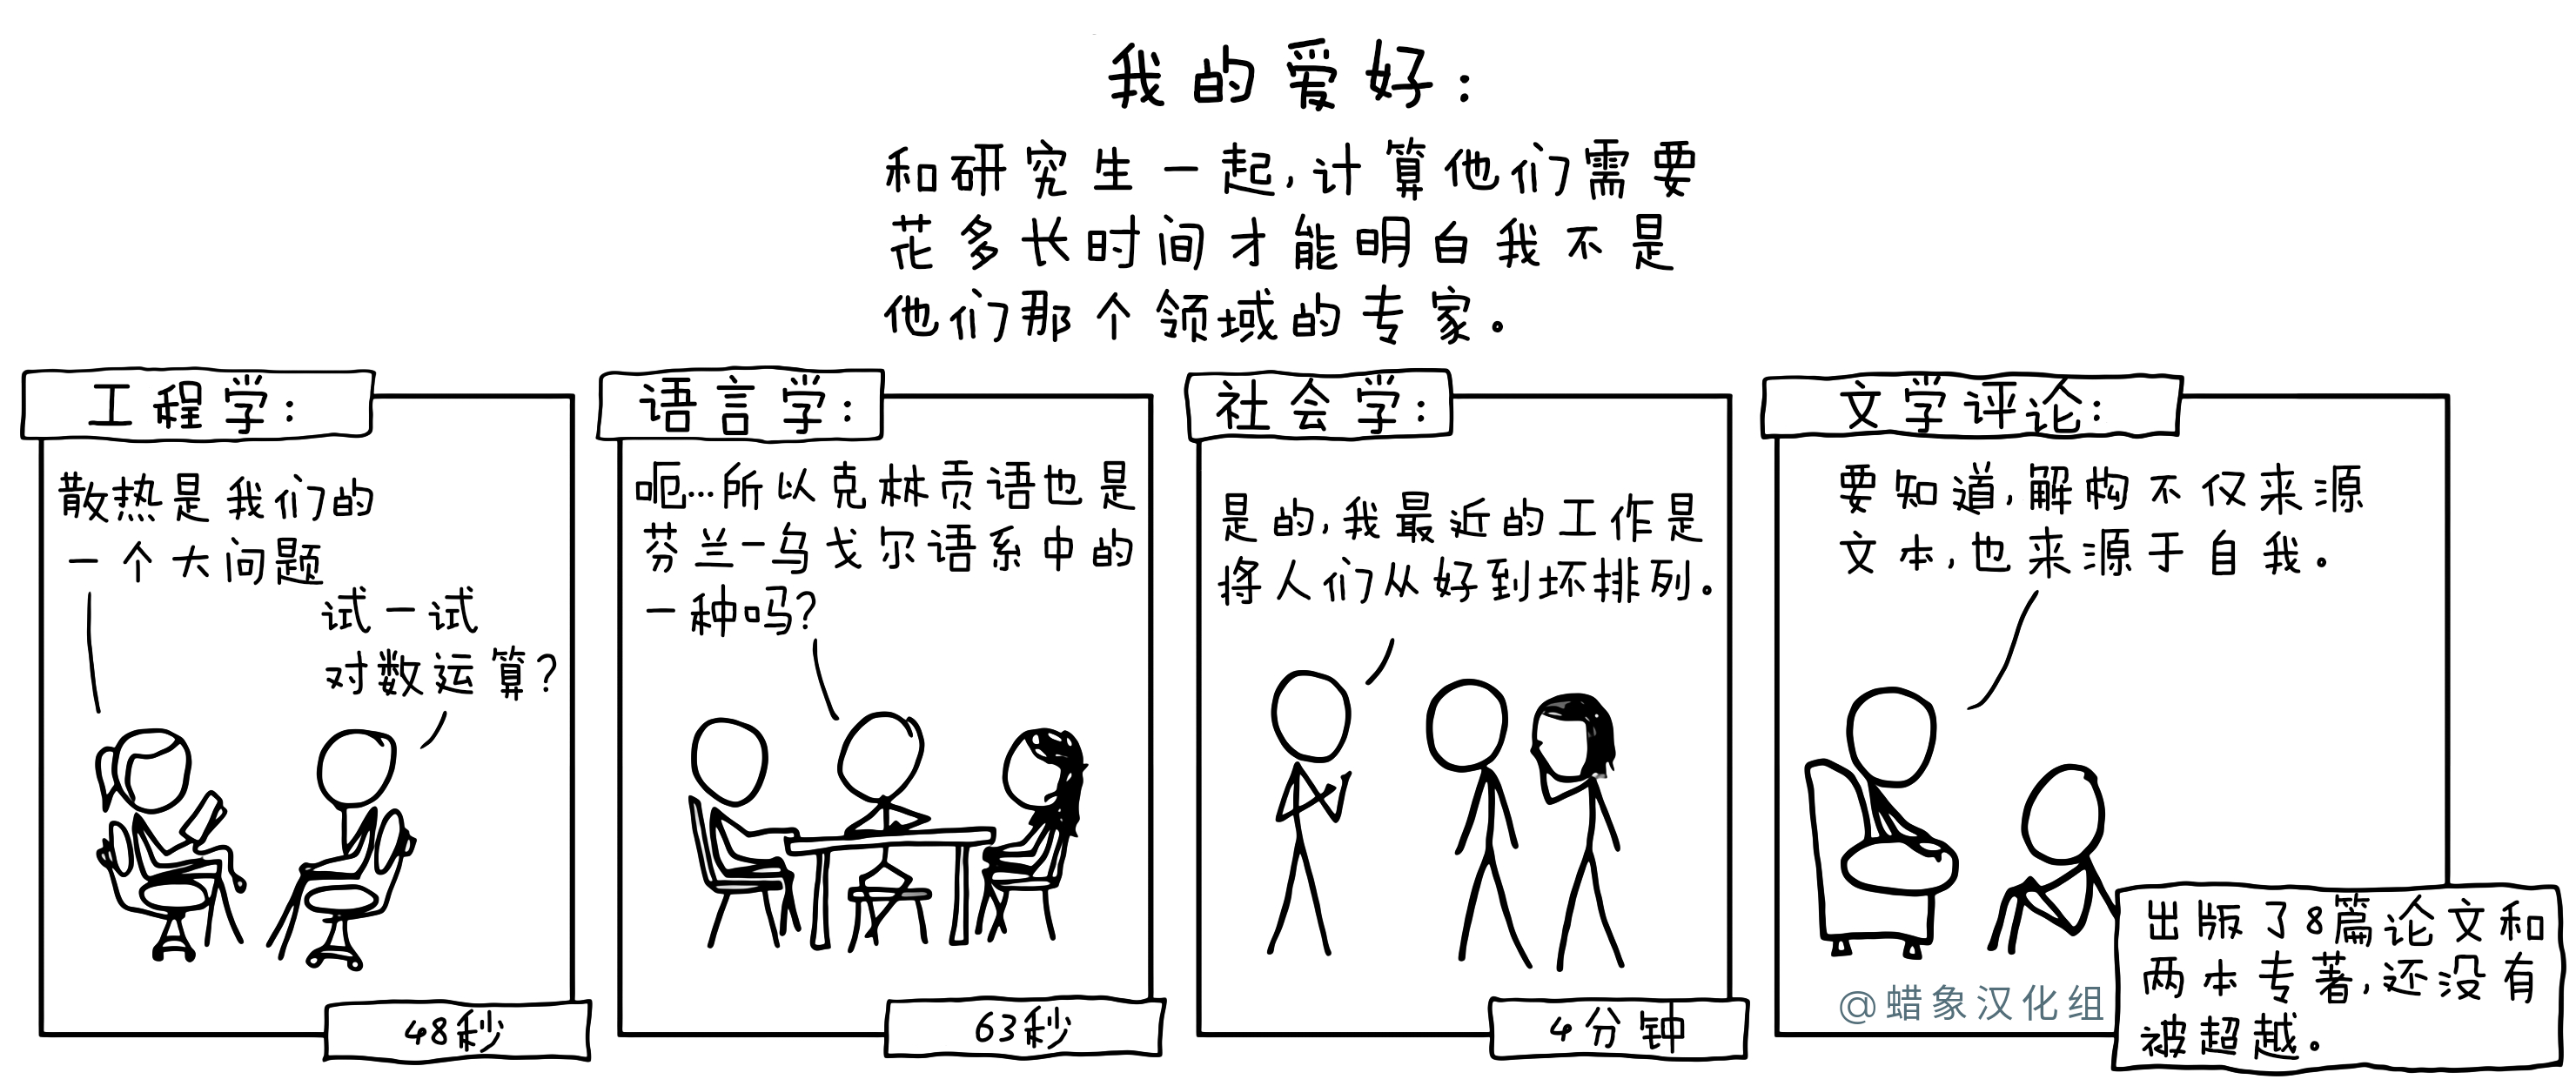 我的爱好：
和研究生一起，计算他们需要
花多长时间才能明白我不是
他们那个领域的专家。
工程学：
散热是我们的
一个大问题
试一试
对数运算？
48秒
语言学：
呃...所以克林贡语也是
芬兰-乌戈尔语系中的
一种吗？
63秒
社会学：
是的，我最近的工作是
将人们从好到坏排列。
4分钟
文学评论：
要知道，解构不仅来源
文本，也来源于自我。
出版了8篇论文和
两本专著，还没有
被超越。
@蜡象汉化组